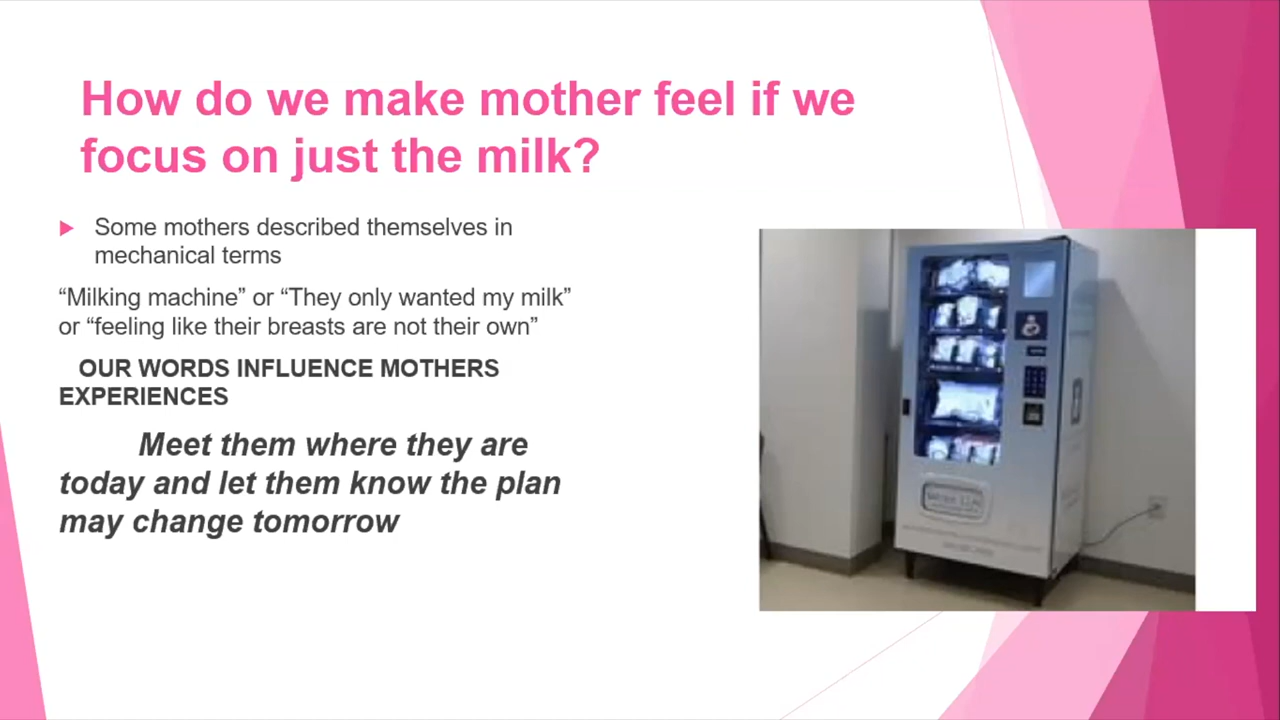 How do we make mother feel if we
focus on just the milk?
Some mothers described themselves in
mechanical terms
“Milking machine” or “They only wanted my milk”
or “feeling like their breasts are not their own”
OUR WORDS INFLUENCE MOTHERS
EXPERIENCES
Meet them where they are
today and let them know the plan
may change tomorrow